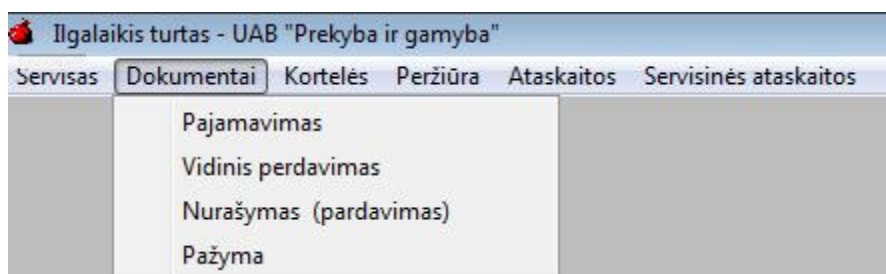 Ilgalaikis turtas - UAB "Prekyba ir gamyba"
Servisas Dokumentai Kortelės Peržiūra Ataskaitos Servisinės ataskaitos
Pajamavimas
Vidinis perdavimas
Nurašymas (pardavimas)
Pažyma